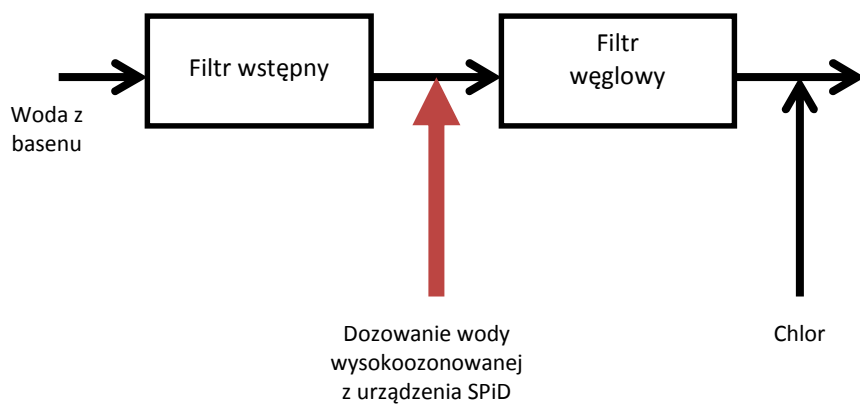 Filtr wstępny
Filtr
węglowy
Woda z
basenu
Dozowanie wody
wysokoozonowanej
z urządzenia SPiD
Chlor